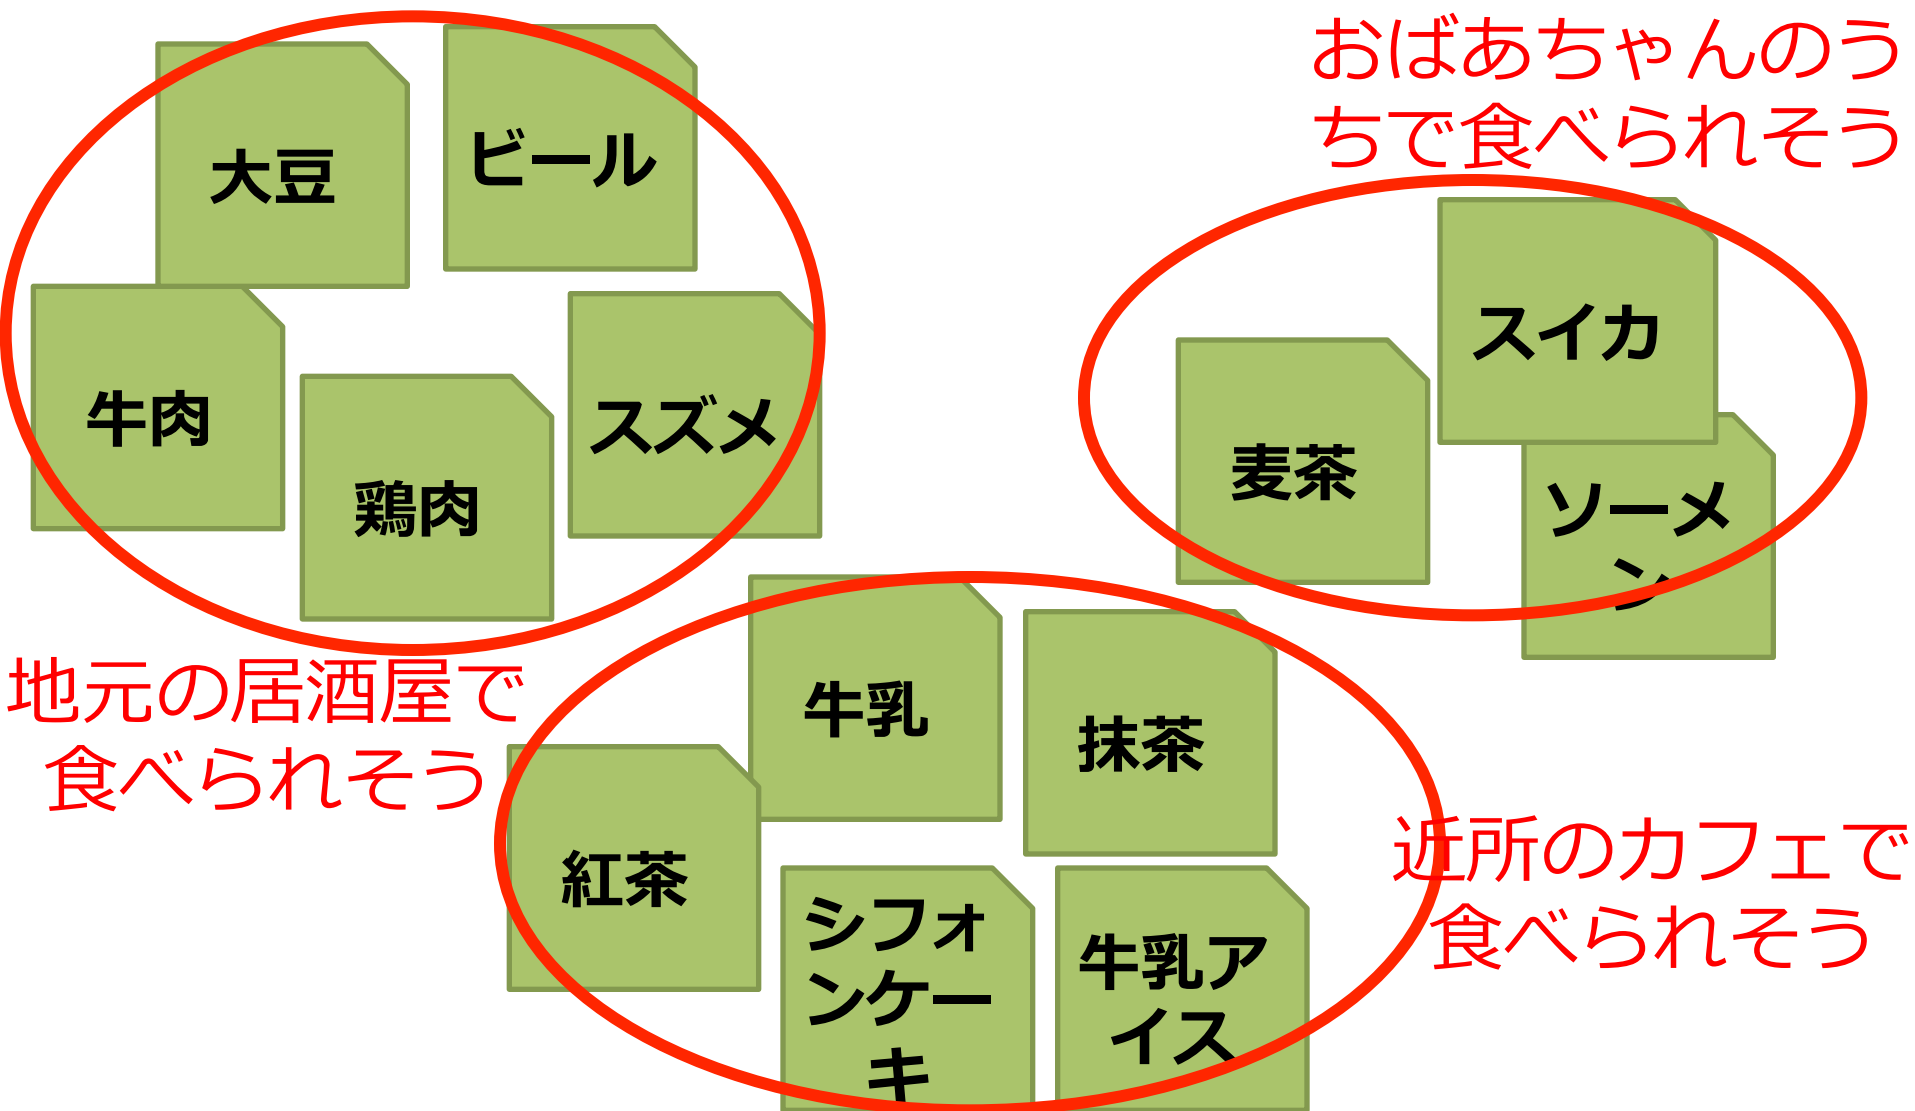 おばあちゃんのう
ちで食べられそう
大豆
ビール
牛肉
鶏肉
スズメ
スイカ
麦茶
ソーメ
ン
地元の居酒屋で
食べられそう
牛乳
抹茶
紅茶
シフォ
ンケー
キ
牛乳ア
イス
近所のカフェで
食べられそう